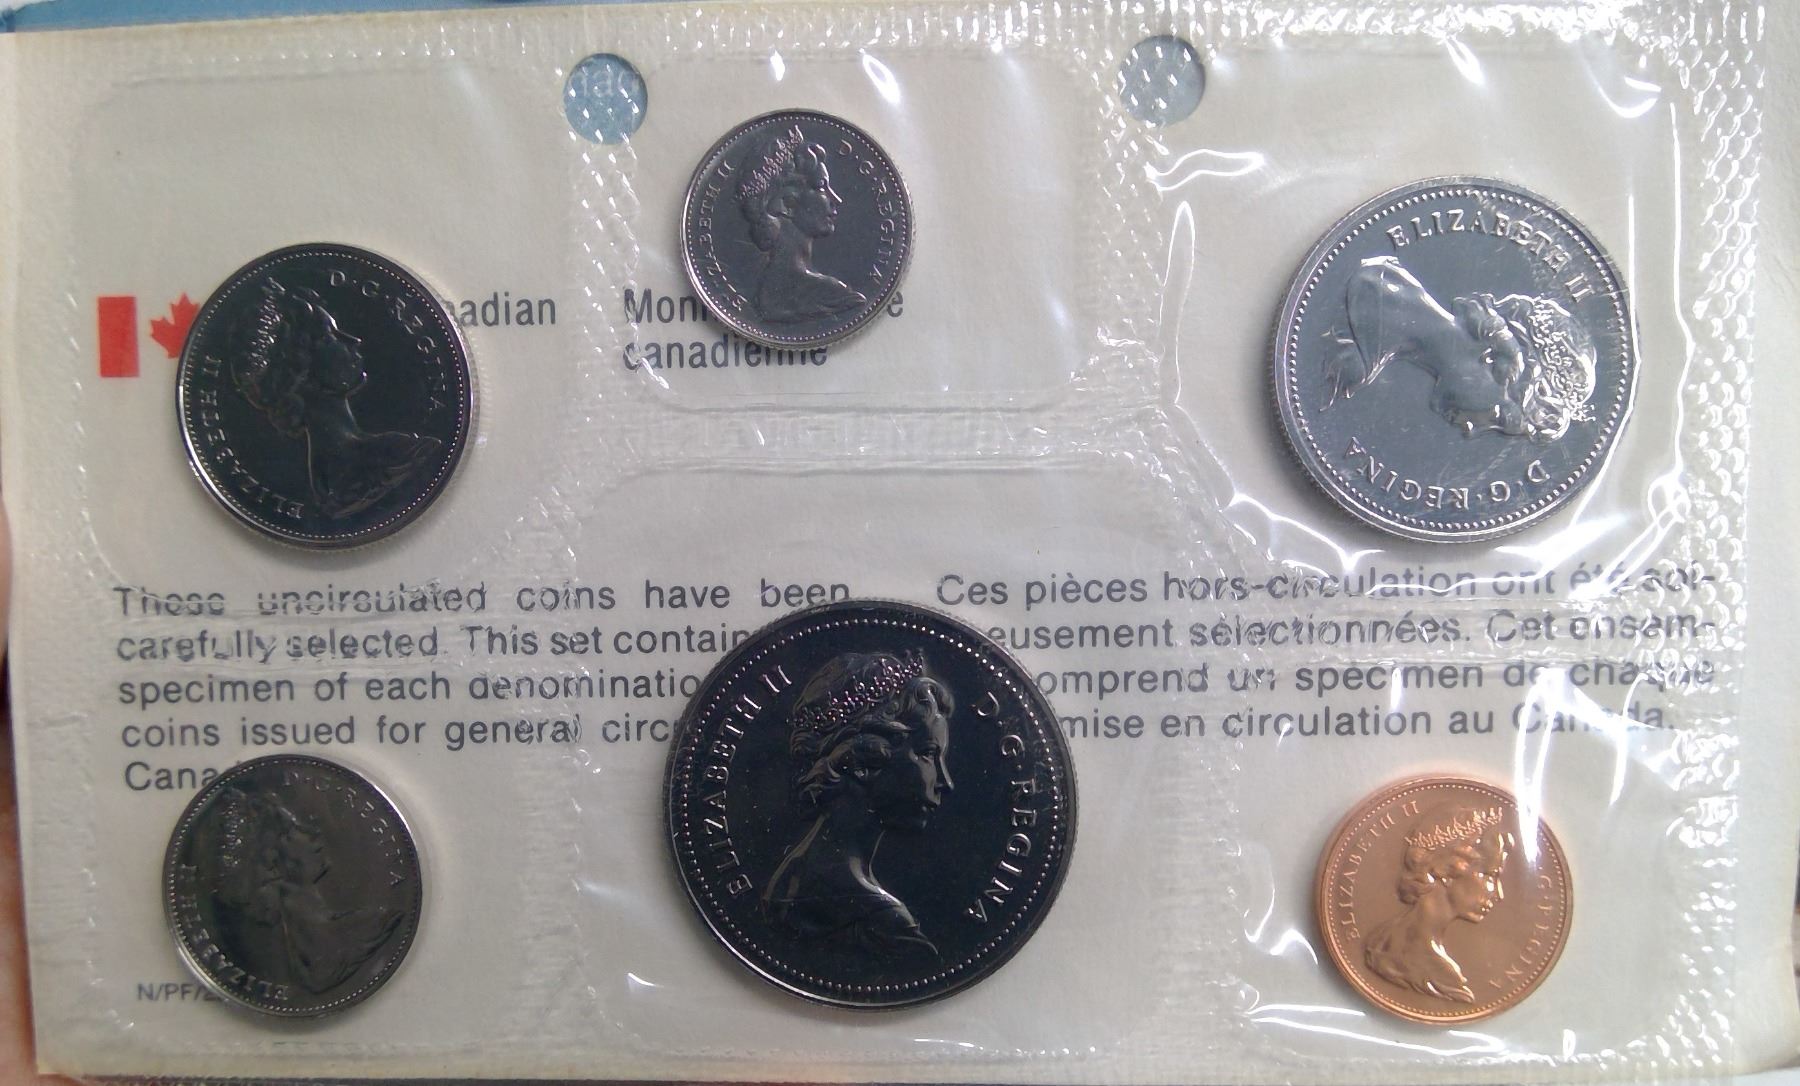 ELIZABETH II D·G·REGINA
ELIZABETH II D·G·REGINA
ELIZABETH II D·G·REGINA
adian
Mon e
canadienne
These uncirculated coins have been
carefully selected. This set contain
specimen of each denominatio
coins issued for general circ
Cana
Ces pièces hors-circulation ont été soi-
eusement sélectionnées. Cet ensem-
omprend un spécimen de chaque
mise en circulation au Canada.
ELIZABETH II D·G·REGINA
ELIZABETH II D·G·REGINA
ELIZABETH II D·G·REGINA
N/PF/